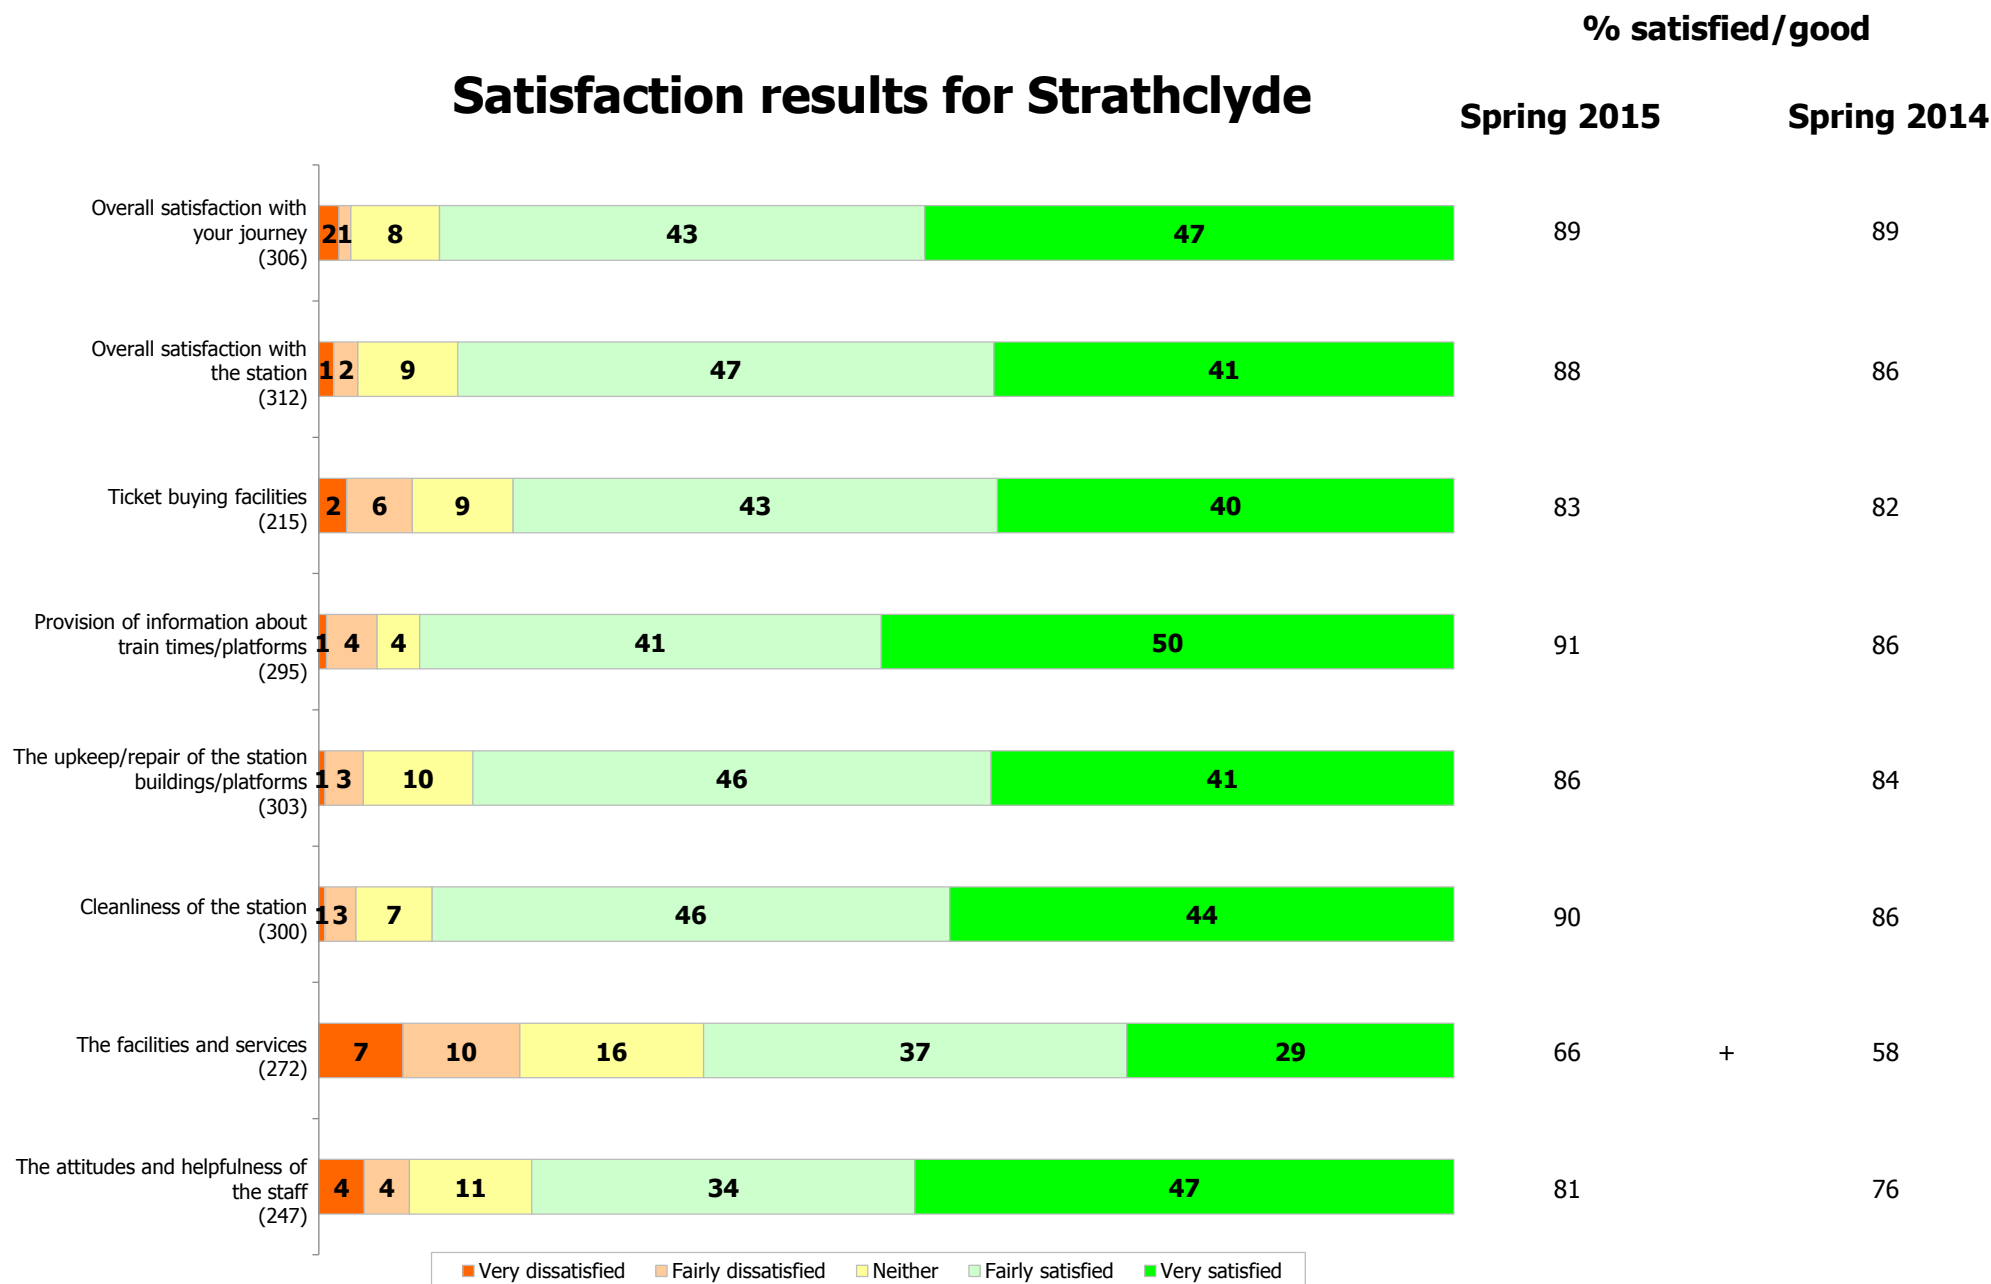 % satisfied/good
Satisfaction results for Strathclyde
Spring 2015 Spring 2014
Overall satisfaction with
your journey
(306)
2 1 8 43 47 89 89
Overall satisfaction with
the station
(312)
1 2 9 47 41 88 86
Ticket buying facilities
(215)
2 6 9 43 40 83 82
Provision of information about
train times/platforms
(295)
1 4 4 41 50 91 86
The upkeep/repair of the station
buildings/platforms
(303)
1 3 10 46 41 86 84
Cleanliness of the station
(300)
1 3 7 46 44 90 86
The facilities and services
(272)
7 10 16 37 29 66 + 58
The attitudes and helpfulness of
the staff
(247)
4 4 11 34 47 81 76
Very dissatisfied Fairly dissatisfied Neither Fairly satisfied Very satisfied